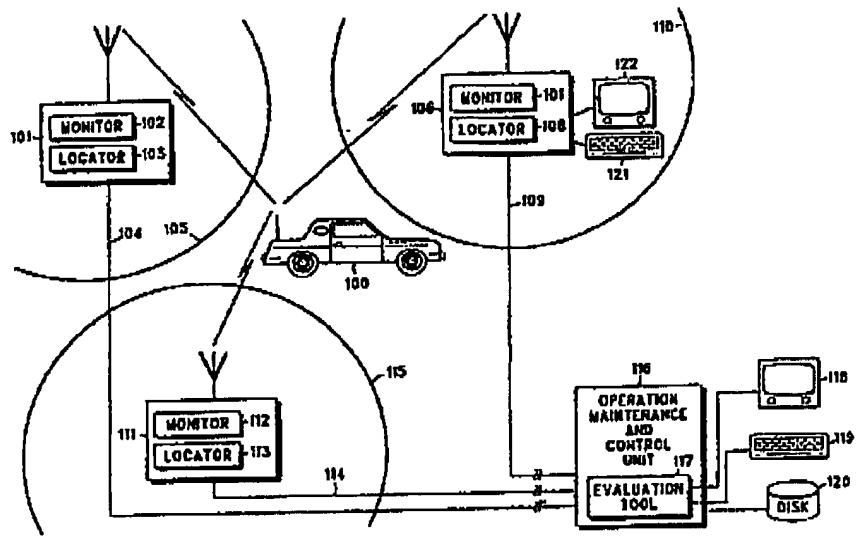 110
122
101
MONITOR
102
LOCATOR
103
106
MONITOR
101
LOCATOR
108
121
104
105
109
100
115
116
OPERATION
MAINTENANCE
AND
CONTROL
UNIT
118
111
MONITOR
112
LOCATOR
113
117
EVALUATION
TOOL
119
114
120
DISK